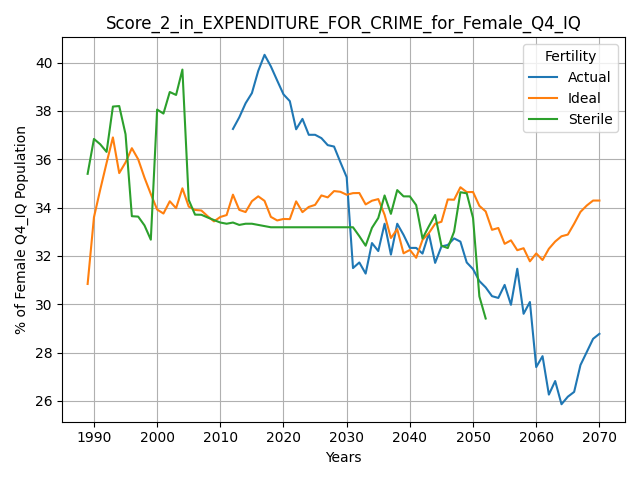 Score_2_in_EXPENDITURE_FOR_CRIME_for_Female_Q4_IQ
Fertility
Actual
Ideal
Sterile
% of Female Q4_IQ Population
40
38
36
34
32
30
28
26
1990
2000
2010
2020
2030
2040
2050
2060
2070
Years